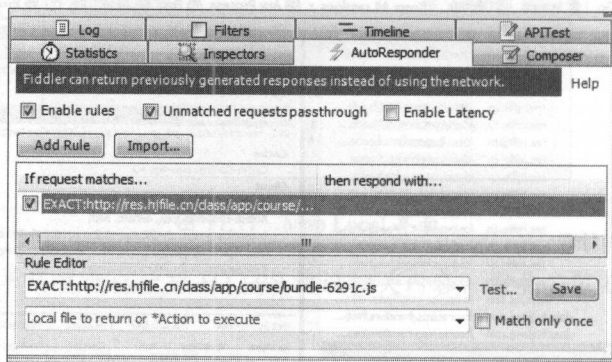 Log Filters Timeline APITest
Statistics Inspectors AutoResponder Composer
Fiddler can return previously generated responses instead of using the network. Help
Enable rules Unmatched requests passthrough Enable Latency
Add Rule Import...
If request matches... then respond with...
EXACT:http://res.hjfile.cn/class/app/course/...
Rule Editor
EXACT:http://res.hjfile.cn/class/app/course/bundle-6291c.js Test... Save
Local file to return or *Action to execute Match only once